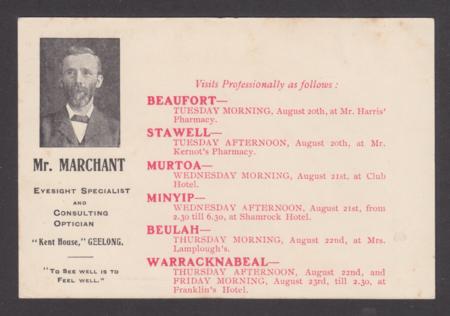 Mr. MARCHANT
EYESIGHT SPECIALIST
AND
CONSULTING
OPTICIAN
"Kent House," GEELONG.
"TO SEE WELL IS TO
FEEL WELL."
Visits Professionally as follows :
BEAUFORT—
TUESDAY MORNING, August 20th, at Mr. Harris'
Pharmacy.
STAWELL—
TUESDAY AFTERNOON, August 20th, at Mr.
Kernot's Pharmacy.
MURTOA—
WEDNESDAY MORNING, August 21st, at Club
Hotel.
MINYIP—
WEDNESDAY AFTERNOON, August 21st, from
2.30 till 6.30, at Shamrock Hotel.
BEULAH—
THURSDAY MORNING, August 22nd, at Mrs.
Lamplough's.
WARRACKNABEAL—
THURSDAY AFTERNOON, August 22nd, and
FRIDAY MORNING, August 23rd, till 2.30, at
Franklin's Hotel.